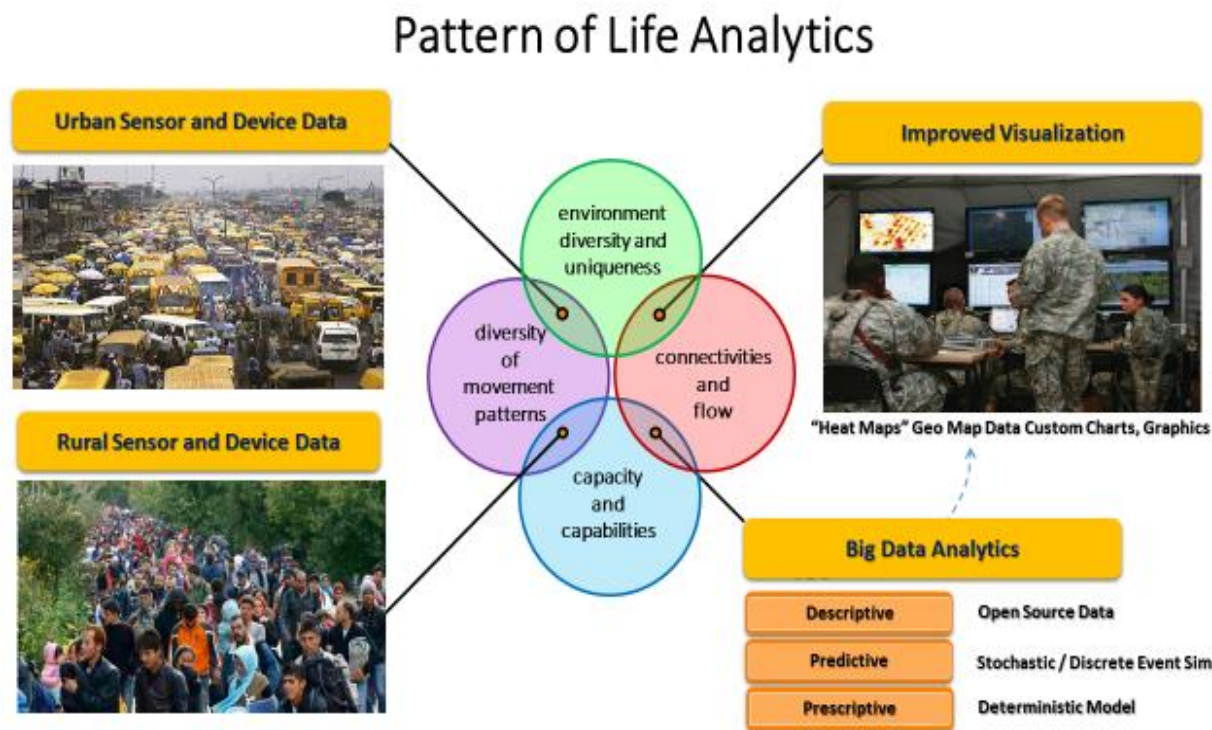 Pattern of Life Analytics
Urban Sensor and Device Data
Improved Visualization
environment
diversity and
uniqueness
diversity
of
movement
patterns
connectivities
and
flow
Rural Sensor and Device Data
"Heat Maps" Geo Map Data Custom Charts, Graphics
capacity
and
capabilities
Big Data Analytics
Descriptive
Open Source Data
Predictive
Stochastic / Discrete Event Sim
Prescriptive
Deterministic Model